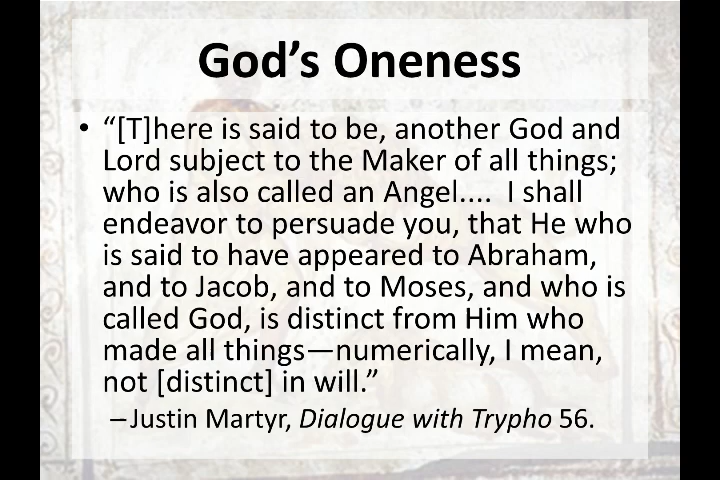 God’s Oneness
• “[T]here is said to be, another God and
Lord subject to the Maker of all things;
who is also called an Angel.... I shall
endeavor to persuade you, that He who
is said to have appeared to Abraham,
and to Jacob, and to Moses, and who is
called God, is distinct from Him who
made all things—numerically, I mean,
not [distinct] in will.”
–Justin Martyr, Dialogue with Trypho 56.